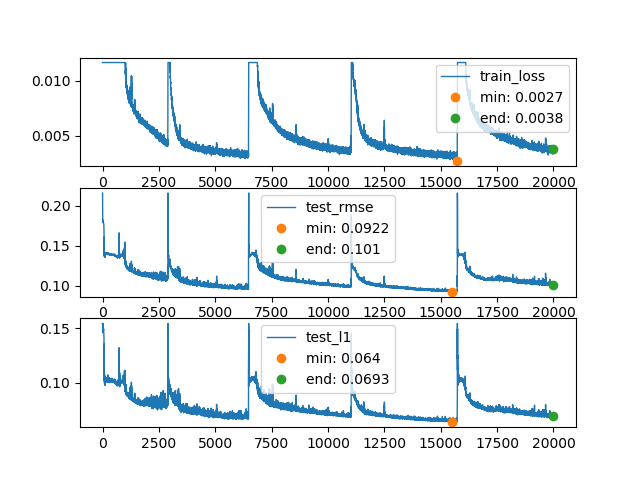 0.010
0.005
train_loss
min: 0.0027
end: 0.0038
0 2500 5000 7500 10000 12500 15000 17500 20000
0.20
0.15
0.10
test_rmse
min: 0.0922
end: 0.101
0 2500 5000 7500 10000 12500 15000 17500 20000
0.15
0.10
test_l1
min: 0.064
end: 0.0693
0 2500 5000 7500 10000 12500 15000 17500 20000